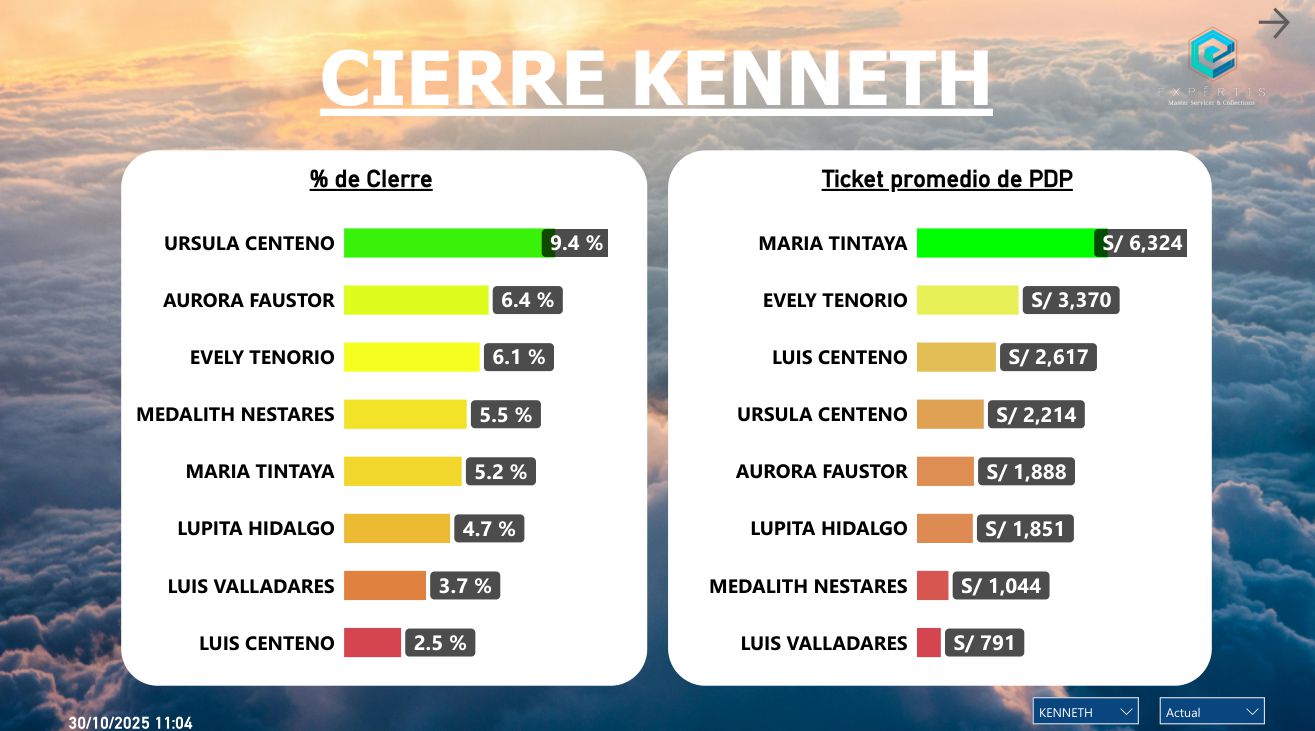 CIERRE KENNETH
EXPERTIS
Master Servicer & Collections
% de CIerre
URSULA CENTENO 9.4 %
AURORA FAUSTOR 6.4 %
EVELY TENORIO 6.1 %
MEDALITH NESTARES 5.5 %
MARIA TINTAYA 5.2 %
LUPITA HIDALGO 4.7 %
LUIS VALLADARES 3.7 %
LUIS CENTENO 2.5 %
Ticket promedio de PDP
MARIA TINTAYA S/ 6,324
EVELY TENORIO S/ 3,370
LUIS CENTENO S/ 2,617
URSULA CENTENO S/ 2,214
AURORA FAUSTOR S/ 1,888
LUPITA HIDALGO S/ 1,851
MEDALITH NESTARES S/ 1,044
LUIS VALLADARES S/ 791
30/10/2025 11:04
KENNETH
Actual